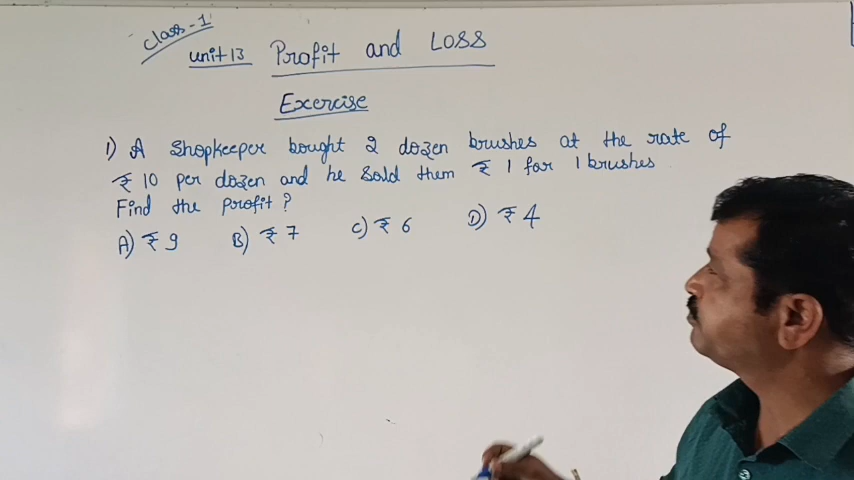 class-1
unit 13 Profit and LOSS
Exercise
1) A Shopkeeper bought 2 dozen brushes at the rate of
₹ 10 per dozen and he Sold them ₹ 1 for 1 brushes
Find the profit ?
A) ₹ 9 B) ₹ 7 C) ₹ 6 D) ₹ 4